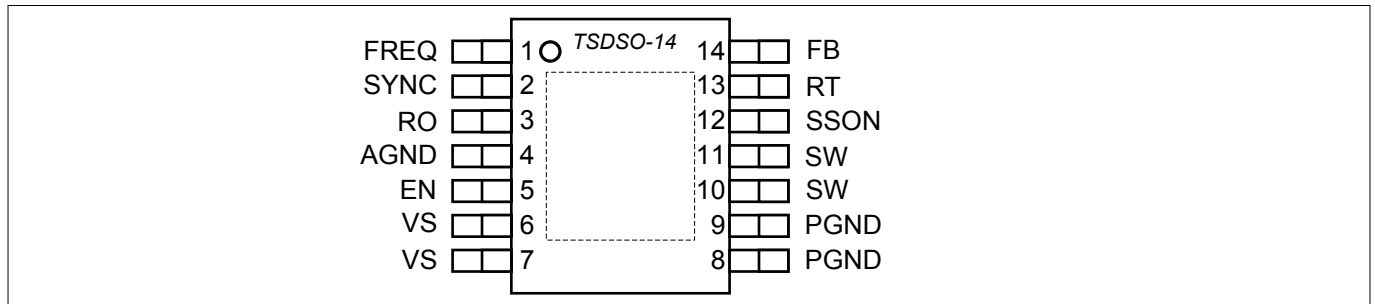 TSDSO-14
FREQ 1 14 FB
SYNC 2 13 RT
RO 3 12 SSON
AGND 4 11 SW
EN 5 10 SW
VS 6 9 PGND
VS 7 8 PGND